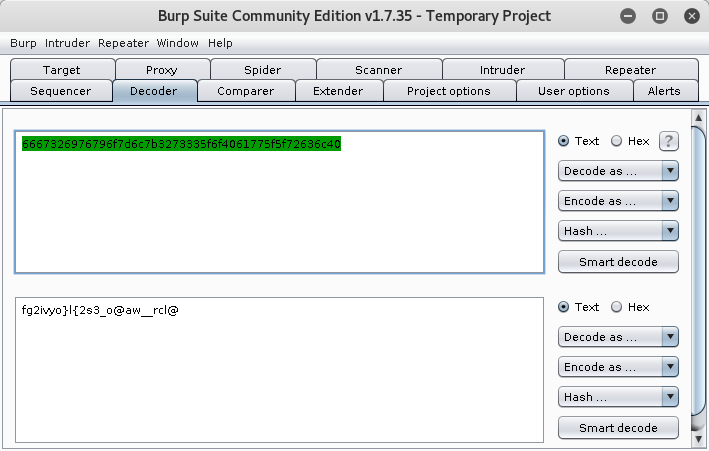 Burp Suite Community Edition v1.7.35 - Temporary Project
Burp Intruder Repeater Window Help
Target Proxy Spider Scanner Intruder Repeater
Sequencer Decoder Comparer Extender Project options User options Alerts
6667326976796f7d6c7b3273335f6f4061775f5f72636c40
Text Hex ?
Decode as ...
Encode as ...
Hash ...
Smart decode
fg2ivyo}l{2s3_o@aw__rcl@
Text Hex
Decode as ...
Encode as ...
Hash ...
Smart decode